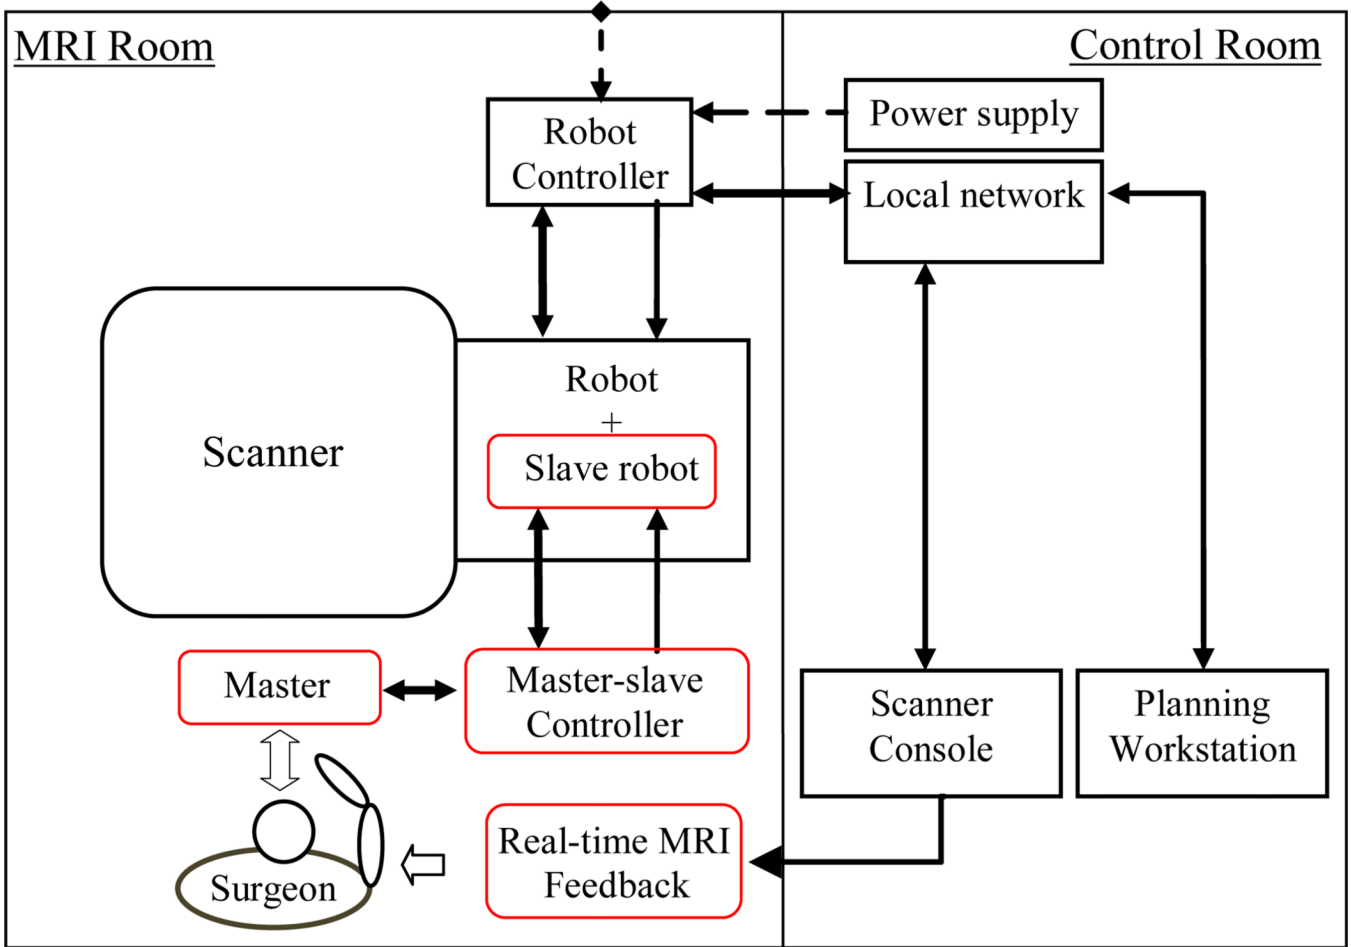 MRI Room
Control Room
Robot
Controller
Power supply
Local network
Scanner
Robot
+
Slave robot
Master
Master-slave
Controller
Scanner
Console
Planning
Workstation
Surgeon
Real-time MRI
Feedback